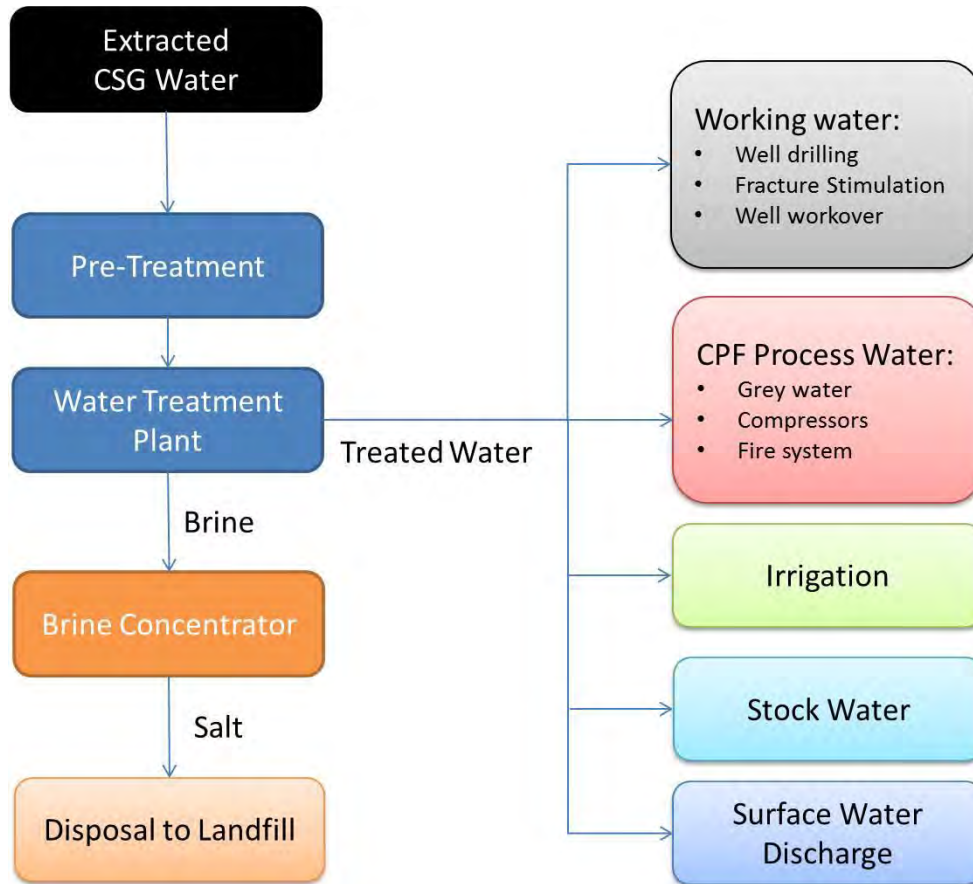 Extracted
CSG Water
Pre-Treatment
Water Treatment
Plant
Treated Water
Brine
Brine Concentrator
Salt
Disposal to Landfill
Working water:
• Well drilling
• Fracture Stimulation
• Well workover
CPF Process Water:
• Grey water
• Compressors
• Fire system
Irrigation
Stock Water
Surface Water
Discharge